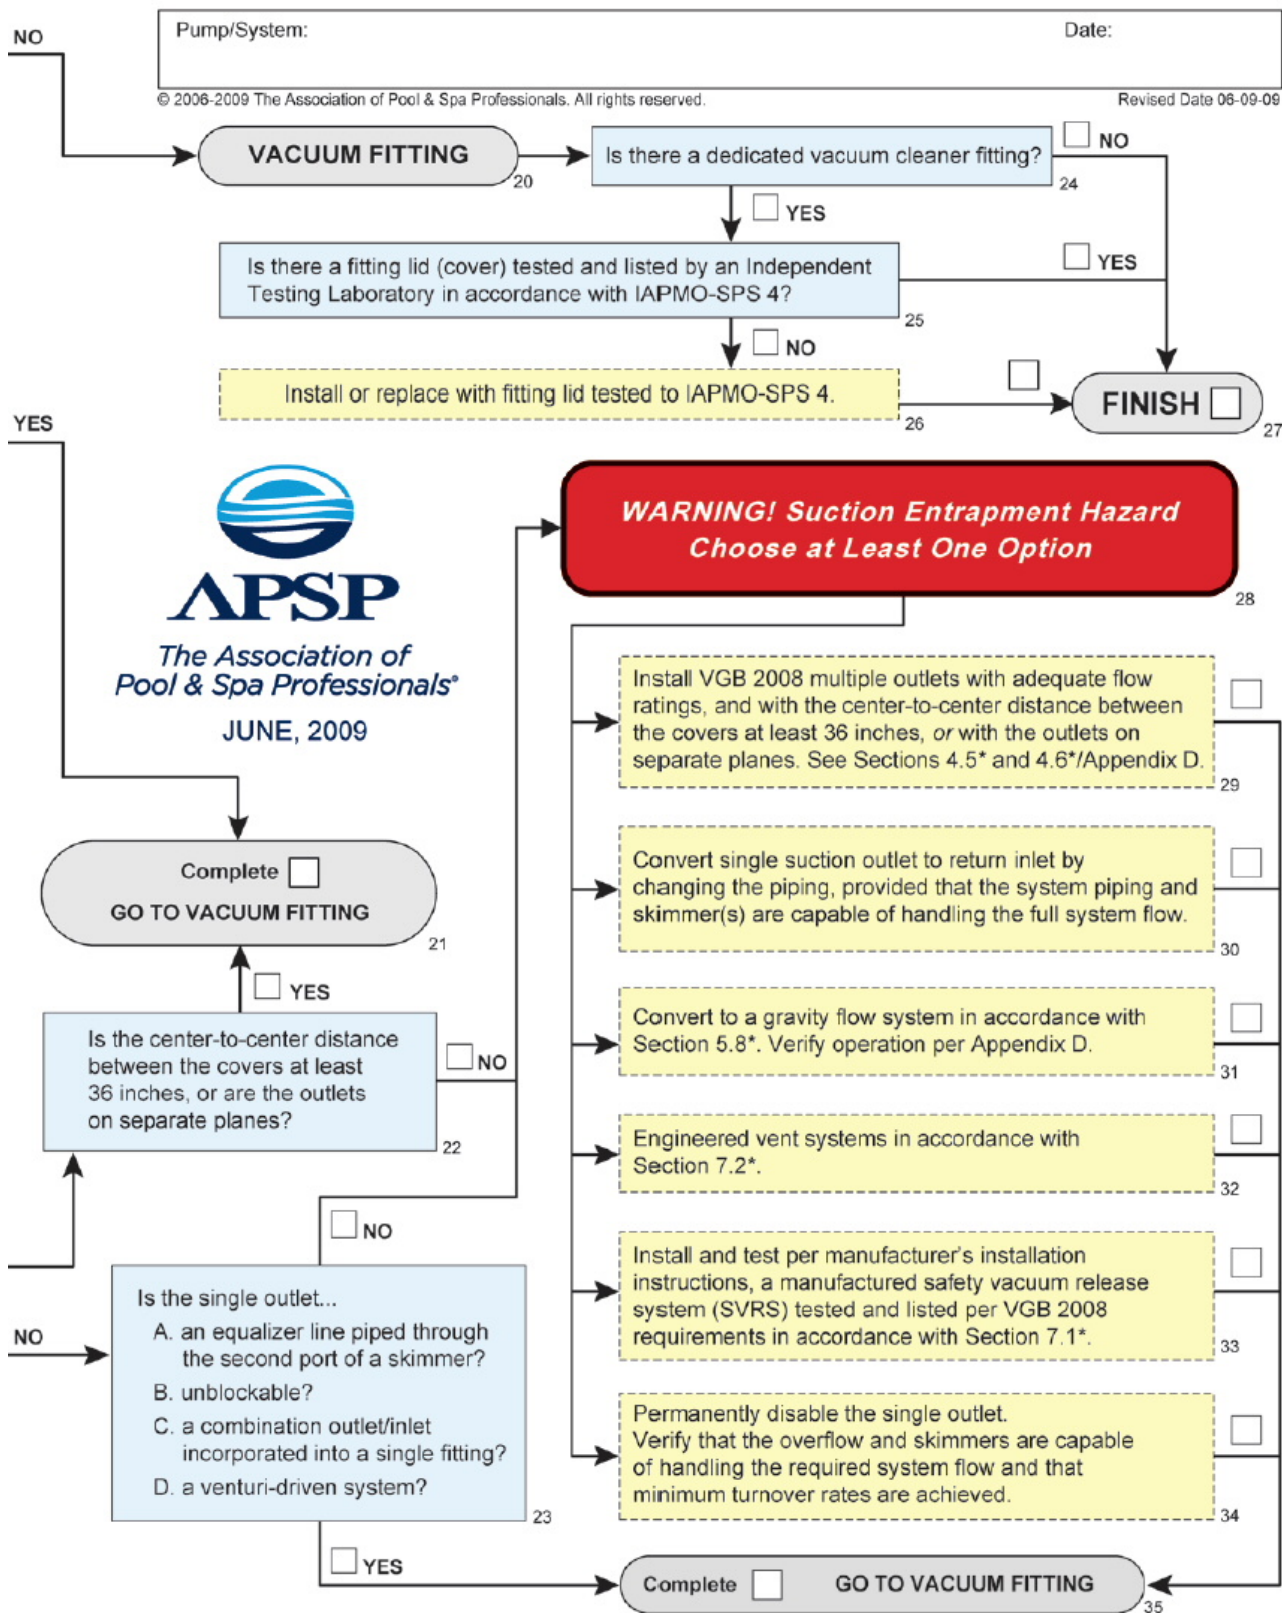 NO
Pump/System:
Date:
© 2006-2009 The Association of Pool & Spa Professionals. All rights reserved.
Revised Date 06-09-09
VACUUM FITTING
20
Is there a dedicated vacuum cleaner fitting?
24
NO
YES
Is there a fitting lid (cover) tested and listed by an Independent
Testing Laboratory in accordance with IAPMO-SPS 4?
25
YES
NO
Install or replace with fitting lid tested to IAPMO-SPS 4.
26
FINISH
27
YES
APSP
The Association of
Pool & Spa Professionals®
JUNE, 2009
WARNING! Suction Entrapment Hazard
Choose at Least One Option
28
Install VGB 2008 multiple outlets with adequate flow
ratings, and with the center-to-center distance between
the covers at least 36 inches, or with the outlets on
separate planes. See Sections 4.5* and 4.6*/Appendix D.
29
Complete
GO TO VACUUM FITTING
21
Convert single suction outlet to return inlet by
changing the piping, provided that the system piping and
skimmer(s) are capable of handling the full system flow.
30
YES
Is the center-to-center distance
between the covers at least
36 inches, or are the outlets
on separate planes?
22
NO
Convert to a gravity flow system in accordance with
Section 5.8*. Verify operation per Appendix D.
31
Engineered vent systems in accordance with
Section 7.2*.
32
NO
Install and test per manufacturer's installation
instructions, a manufactured safety vacuum release
system (SVRS) tested and listed per VGB 2008
requirements in accordance with Section 7.1*.
33
NO
Is the single outlet...
A. an equalizer line piped through
the second port of a skimmer?
B. unblockable?
C. a combination outlet/inlet
incorporated into a single fitting?
D. a venturi-driven system?
23
Permanently disable the single outlet.
Verify that the overflow and skimmers are capable
of handling the required system flow and that
minimum turnover rates are achieved.
34
YES
Complete
GO TO VACUUM FITTING
35